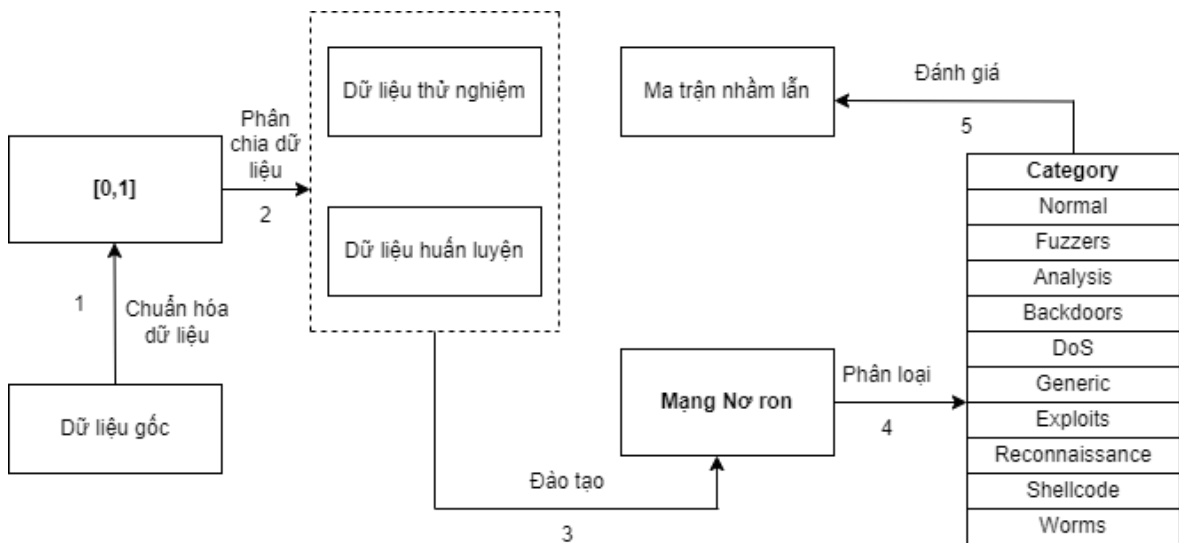 Dữ liệu gốc
1
Chuẩn hóa
dữ liệu
[0,1]
Phân
chia dữ
liệu
2
Dữ liệu thử nghiệm
Dữ liệu huấn luyện
Đào tạo
3
Mạng Nơ ron
Phân loại
4
Category
Normal
Fuzzers
Analysis
Backdoors
DoS
Generic
Exploits
Reconnaissance
Shellcode
Worms
Đánh giá
5
Ma trận nhầm lẫn